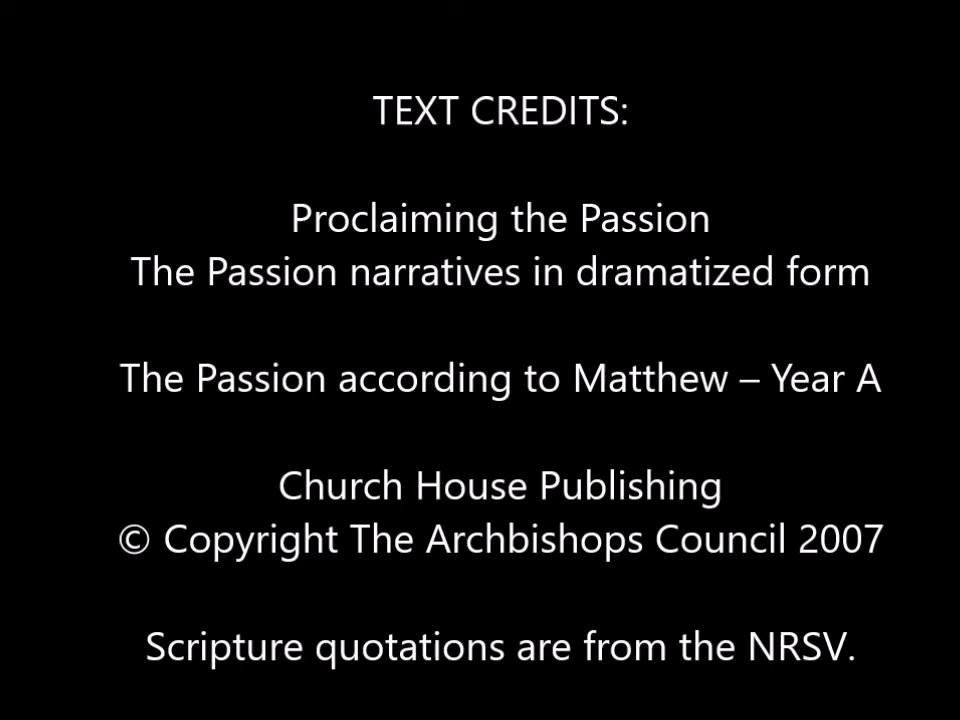 TEXT CREDITS:
Proclaiming the Passion
The Passion narratives in dramatized form
The Passion according to Matthew – Year A
Church House Publishing
© Copyright The Archbishops Council 2007
Scripture quotations are from the NRSV.